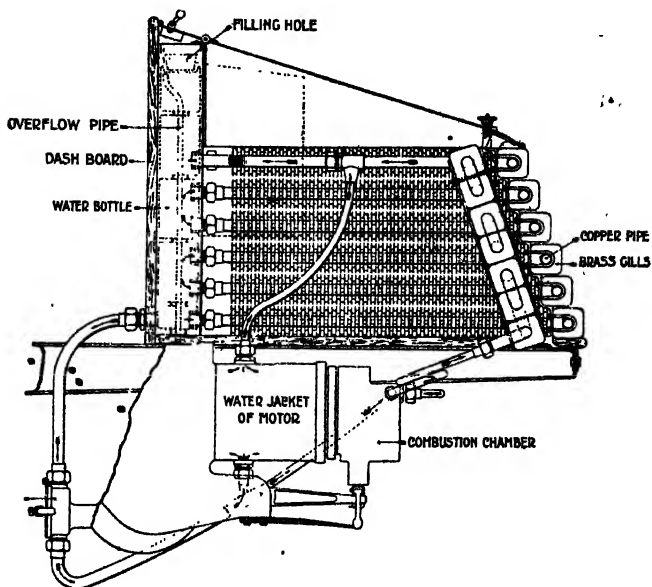 FILLING HOLE
OVERFLOW PIPE
DASH BOARD
WATER BOTTLE
COPPER PIPE
BRASS GILLS
WATER JACKET
OF MOTOR
COMBUSTION CHAMBER